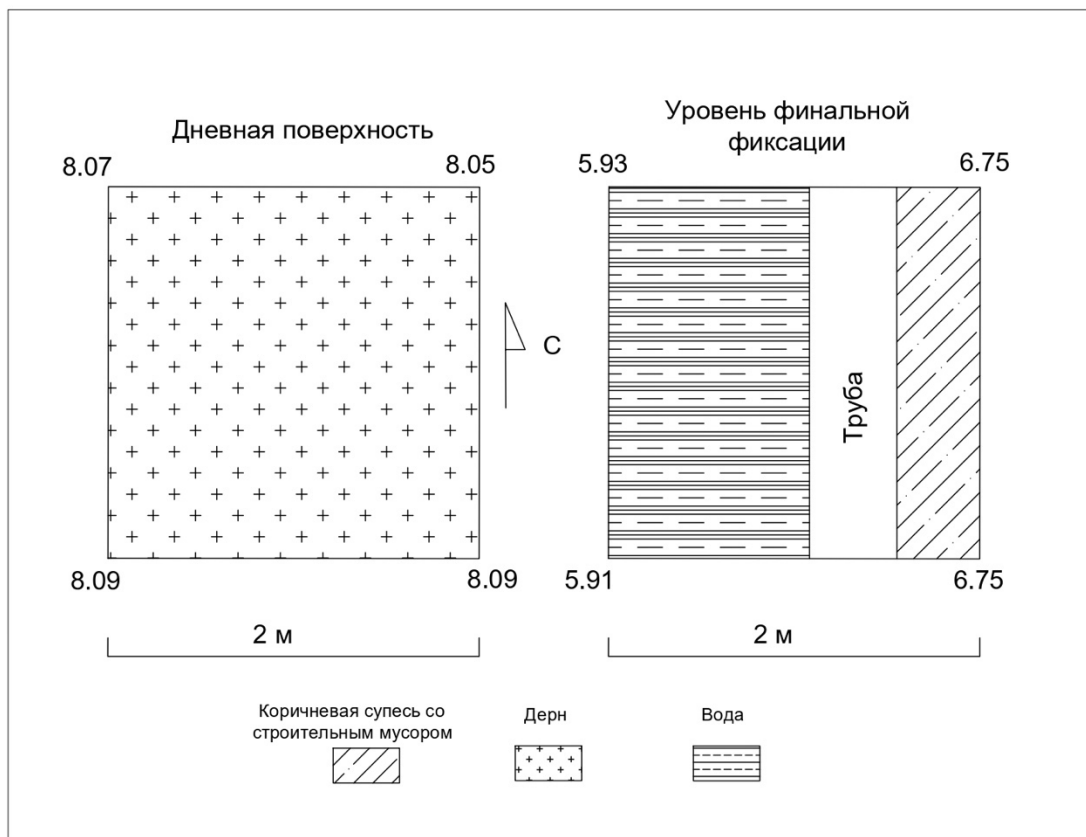 Дневная поверхность
8.07
8.05
8.09
8.09
2 м
С
Уровень финальной
фиксации
5.93
6.75
Труба
5.91
6.75
2 м
Коричневая супесь со
строительным мусором
Дерн
Вода